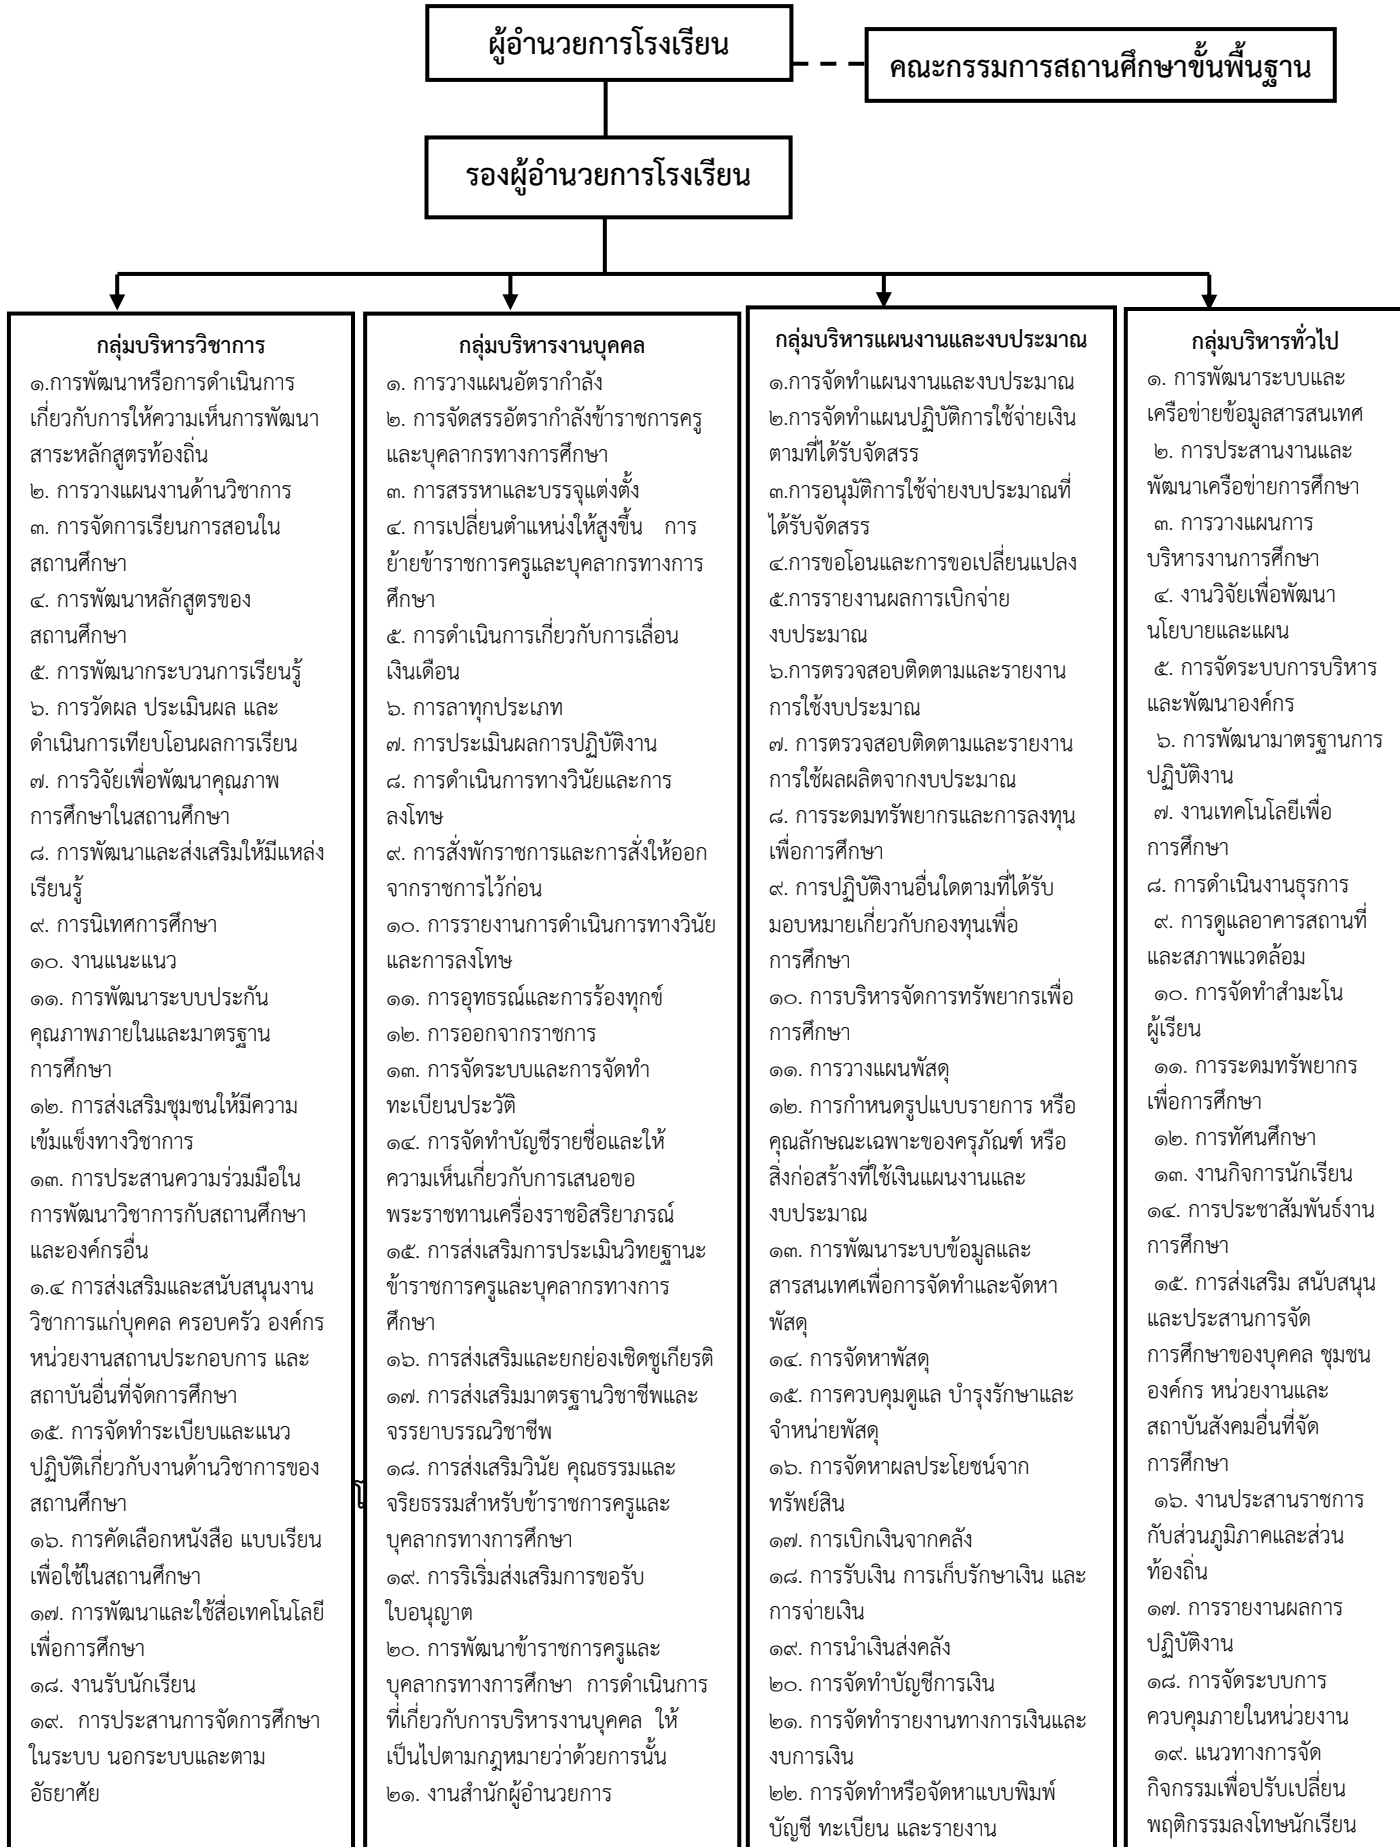 ผู้อำนวยการโรงเรียน
คณะกรรมการสถานศึกษาขั้นพื้นฐาน
รองผู้อำนวยการโรงเรียน
กลุ่มบริหารวิชาการ
๑.การพัฒนาหรือการดำเนินการ
เกี่ยวกับการให้ความเห็นการพัฒนา
สาระหลักสูตรท้องถิ่น
๒. การวางแผนงานด้านวิชาการ
๓. การจัดการเรียนการสอนใน
สถานศึกษา
๔. การพัฒนาหลักสูตรของ
สถานศึกษา
๕. การพัฒนากระบวนการเรียนรู้
๖. การวัดผล ประเมินผล และ
ดำเนินการเทียบโอนผลการเรียน
๗. การวิจัยเพื่อพัฒนาคุณภาพ
การศึกษาในสถานศึกษา
๘. การพัฒนาและส่งเสริมให้มีแหล่ง
เรียนรู้
๙. การนิเทศการศึกษา
๑๐. งานแนะแนว
๑๑. การพัฒนาระบบประกัน
คุณภาพภายในและมาตรฐาน
การศึกษา
๑๒. การส่งเสริมชุมชนให้มีความ
เข้มแข็งทางวิชาการ
๑๓. การประสานความร่วมมือใน
การพัฒนาวิชาการกับสถานศึกษา
และองค์กรอื่น
๑.๔ การส่งเสริมและสนับสนุนงาน
วิชาการแก่บุคคล ครอบครัว องค์กร
หน่วยงานสถานประกอบการ และ
สถาบันอื่นที่จัดการศึกษา
๑๕. การจัดทำระเบียบและแนว
ปฏิบัติเกี่ยวกับงานด้านวิชาการของ
สถานศึกษา
๑๖. การคัดเลือกหนังสือ แบบเรียน
เพื่อใช้ในสถานศึกษา
๑๗. การพัฒนาและใช้สื่อเทคโนโลยี
เพื่อการศึกษา
๑๘. งานรับนักเรียน
๑๙. การประสานการจัดการศึกษา
ในระบบ นอกระบบและตาม
อัธยาศัย
กลุ่มบริหารงานบุคคล
๑. การวางแผนอัตรากำลัง
๒. การจัดสรรอัตรากำลังข้าราชการครู
และบุคลากรทางการศึกษา
๓. การสรรหาและบรรจุแต่งตั้ง
๔. การเปลี่ยนตำแหน่งให้สูงขึ้น การ
ย้ายข้าราชการครูและบุคลากรทางการ
ศึกษา
๕. การดำเนินการเกี่ยวกับการเลื่อน
เงินเดือน
๖. การลาทุกประเภท
๗. การประเมินผลการปฏิบัติงาน
๘. การดำเนินการทางวินัยและการ
ลงโทษ
๙. การสั่งพักราชการและการสั่งให้ออก
จากราชการไว้ก่อน
๑๐. การรายงานการดำเนินการทางวินัย
และการลงโทษ
๑๑. การอุทธรณ์และการร้องทุกข์
๑๒. การออกจากราชการ
๑๓. การจัดระบบและการจัดทำ
ทะเบียนประวัติ
๑๔. การจัดทำบัญชีรายชื่อและให้
ความเห็นเกี่ยวกับการเสนอขอ
พระราชทานเครื่องราชอิสริยาภรณ์
๑๕. การส่งเสริมการประเมินวิทยฐานะ
ข้าราชการครูและบุคลากรทางการ
ศึกษา
๑๖. การส่งเสริมและยกย่องเชิดชูเกียรติ
๑๗. การส่งเสริมมาตรฐานวิชาชีพและ
จรรยาบรรณวิชาชีพ
๑๘. การส่งเสริมวินัย คุณธรรมและ
จริยธรรมสำหรับข้าราชการครูและ
บุคลากรทางการศึกษา
๑๙. การริเริ่มส่งเสริมการขอรับ
ใบอนุญาต
๒๐. การพัฒนาข้าราชการครูและ
บุคลากรทางการศึกษา การดำเนินการ
ที่เกี่ยวกับการบริหารงานบุคคล ให้
เป็นไปตามกฎหมายว่าด้วยการนั้น
๒๑. งานสำนักผู้อำนวยการ
กลุ่มบริหารแผนงานและงบประมาณ
๑.การจัดทำแผนงานและงบประมาณ
๒.การจัดทำแผนปฏิบัติการใช้จ่ายเงิน
ตามที่ได้รับจัดสรร
๓.การอนุมัติการใช้จ่ายงบประมาณที่
ได้รับจัดสรร
๔.การขอโอนและการขอเปลี่ยนแปลง
๕.การรายงานผลการเบิกจ่าย
งบประมาณ
๖.การตรวจสอบติดตามและรายงาน
การใช้งบประมาณ
๗. การตรวจสอบติดตามและรายงาน
การใช้ผลผลิตจากงบประมาณ
๘. การระดมทรัพยากรและการลงทุน
เพื่อการศึกษา
๙. การปฏิบัติงานอื่นใดตามที่ได้รับ
มอบหมายเกี่ยวกับกองทุนเพื่อ
การศึกษา
๑๐. การบริหารจัดการทรัพยากรเพื่อ
การศึกษา
๑๑. การวางแผนพัสดุ
๑๒. การกำหนดรูปแบบรายการ หรือ
คุณลักษณะเฉพาะของครุภัณฑ์ หรือ
สิ่งก่อสร้างที่ใช้เงินแผนงานและ
งบประมาณ
๑๓. การพัฒนาระบบข้อมูลและ
สารสนเทศเพื่อการจัดทำและจัดหา
พัสดุ
๑๔. การจัดหาพัสดุ
๑๕. การควบคุมดูแล บำรุงรักษาและ
จำหน่ายพัสดุ
๑๖. การจัดหาผลประโยชน์จาก
ทรัพย์สิน
๑๗. การเบิกเงินจากคลัง
๑๘. การรับเงิน การเก็บรักษาเงิน และ
การจ่ายเงิน
๑๙. การนำเงินส่งคลัง
๒๐. การจัดทำบัญชีการเงิน
๒๑. การจัดทำรายงานทางการเงินและ
งบการเงิน
๒๒. การจัดทำหรือจัดหาแบบพิมพ์
บัญชี ทะเบียน และรายงาน
กลุ่มบริหารทั่วไป
๑. การพัฒนาระบบและ
เครือข่ายข้อมูลสารสนเทศ
๒. การประสานงานและ
พัฒนาเครือข่ายการศึกษา
๓. การวางแผนการ
บริหารงานการศึกษา
๔. งานวิจัยเพื่อพัฒนา
นโยบายและแผน
๕. การจัดระบบการบริหาร
และพัฒนาองค์กร
๖. การพัฒนามาตรฐานการ
ปฏิบัติงาน
๗. งานเทคโนโลยีเพื่อ
การศึกษา
๘. การดำเนินงานธุรการ
๙. การดูแลอาคารสถานที่
และสภาพแวดล้อม
๑๐. การจัดทำสำมะโน
ผู้เรียน
๑๑. การระดมทรัพยากร
เพื่อการศึกษา
๑๒. การทัศนศึกษา
๑๓. งานกิจการนักเรียน
๑๔. การประชาสัมพันธ์งาน
การศึกษา
๑๕. การส่งเสริม สนับสนุน
และประสานการจัด
การศึกษาของบุคคล ชุมชน
องค์กร หน่วยงานและ
สถาบันสังคมอื่นที่จัด
การศึกษา
๑๖. งานประสานราชการ
กับส่วนภูมิภาคและส่วน
ท้องถิ่น
๑๗. การรายงานผลการ
ปฏิบัติงาน
๑๘. การจัดระบบการ
ควบคุมภายในหน่วยงาน
๑๙. แนวทางการจัด
กิจกรรมเพื่อปรับเปลี่ยน
พฤติกรรมลงโทษนักเรียน